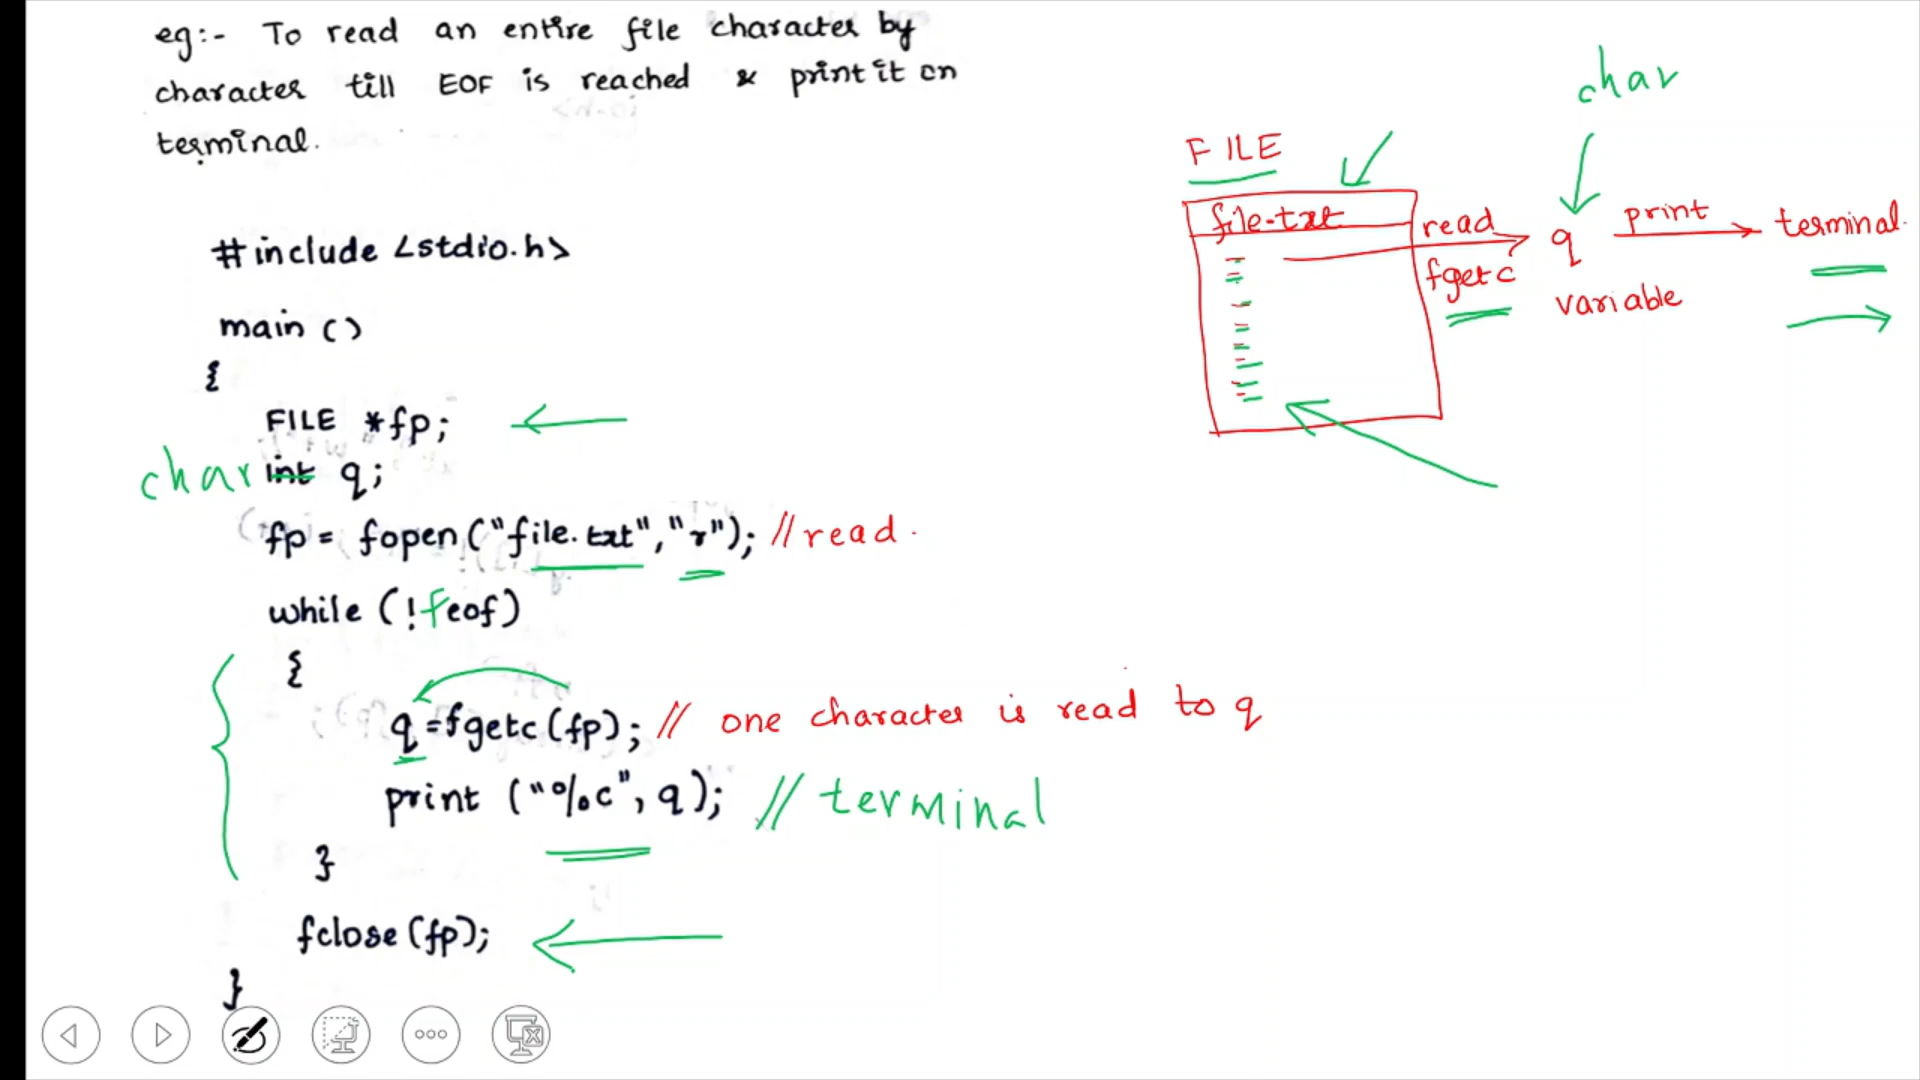 eg:- To read an entire file character by
character till EOF is reached & print it on
terminal.
#include <stdio.h>
main ()
{
FILE *fp;
char int q;
fp = fopen("file.txt","r"); //read.
while (!feof)
{
q=fgetc(fp); // one character is read to q
print ("%c", q); // terminal
}
fclose(fp);
}
char
FILE
file.txt
read
fgetc
q
variable
print
terminal.